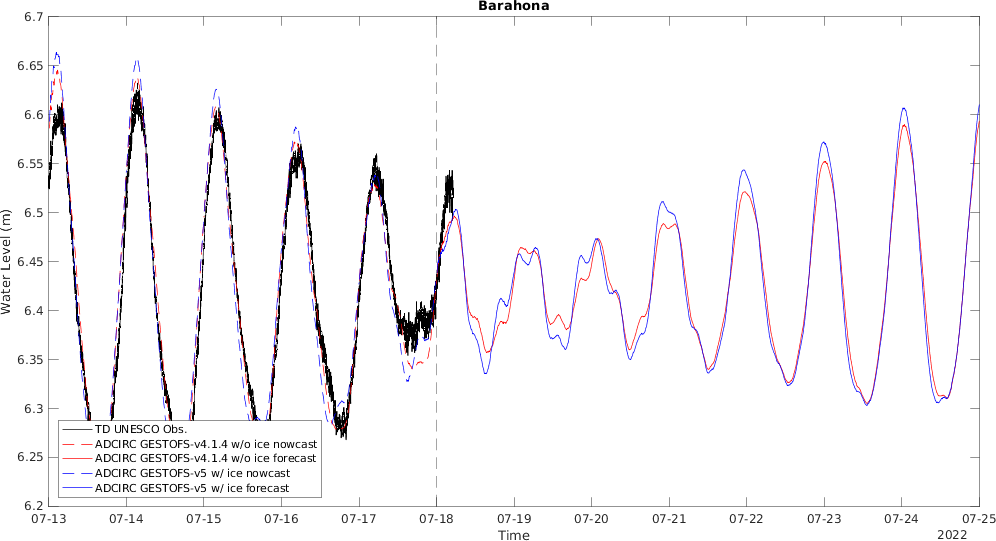 Barahona
6.7
6.65
6.6
6.55
6.5
6.45
6.4
6.35
6.3
6.25
6.2
Water Level (m)
TD UNESCO Obs.
ADCIRC GESTOFS-v4.1.4 w/o ice nowcast
ADCIRC GESTOFS-v4.1.4 w/o ice forecast
ADCIRC GESTOFS-v5 w/ ice nowcast
ADCIRC GESTOFS-v5 w/ ice forecast
07-13 07-14 07-15 07-16 07-17 07-18 07-19 07-20 07-21 07-22 07-23 07-24 07-25
Time
2022